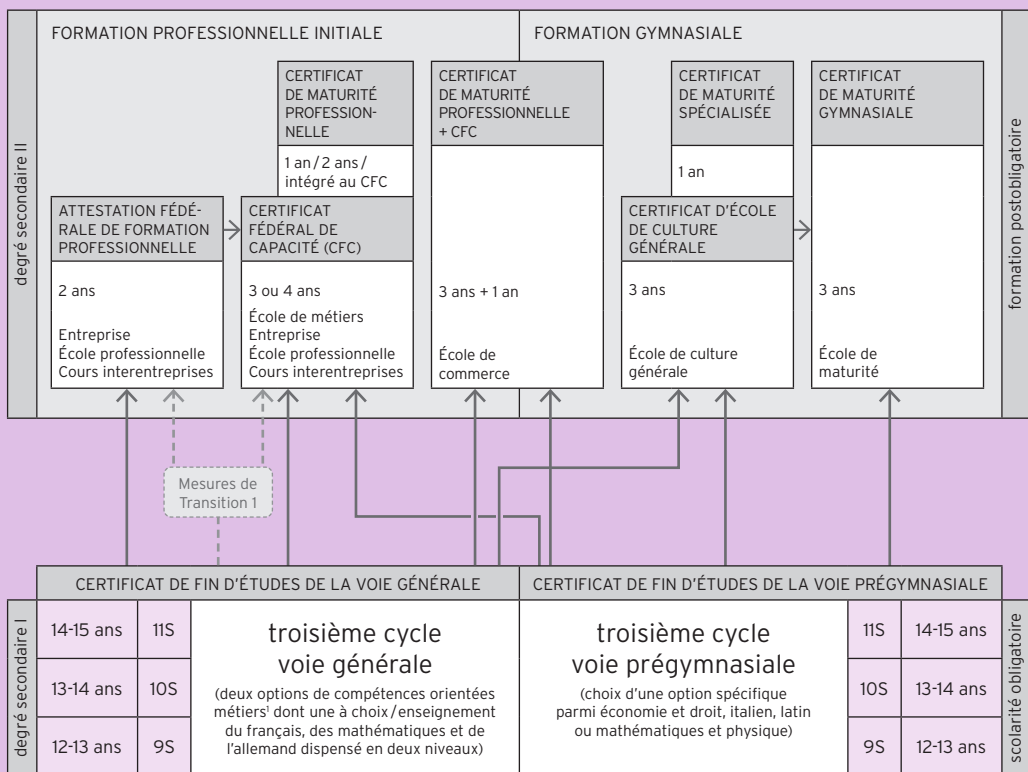 degré secondaire II
FORMATION PROFESSIONNELLE INITIALE
FORMATION GYMNASIALE
formation postobligatoire
CERTIFICAT
DE MATURITÉ
PROFESSION-
NELLE
1 an / 2 ans /
intégré au CFC
CERTIFICAT
DE MATURITÉ
PROFESSIONNELLE
+ CFC
3 ans + 1 an
École de
commerce
CERTIFICAT
DE MATURITÉ
SPÉCIALISÉE
1 an
CERTIFICAT
DE MATURITÉ
GYMNASIALE
3 ans
École de
maturité
ATTESTATION FÉDÉ-
RALE DE FORMATION
PROFESSIONNELLE
2 ans
Entreprise
École professionnelle
Cours interentreprises
CERTIFICAT
FÉDÉRAL DE
CAPACITÉ (CFC)
3 ou 4 ans
École de métiers
Entreprise
École professionnelle
Cours interentreprises
CERTIFICAT D'ÉCOLE
DE CULTURE
GÉNÉRALE
3 ans
École de culture
générale
Mesures de
Transition 1
CERTIFICAT DE FIN D'ÉTUDES DE LA VOIE GÉNÉRALE
CERTIFICAT DE FIN D'ÉTUDES DE LA VOIE PRÉGYMNASIALE
degré secondaire I
14-15 ans 11S
13-14 ans 10S
12-13 ans 9S
troisième cycle
voie générale
(deux options de compétences orientées
métiers¹ dont une à choix / enseignement
du français, des mathématiques et de
l'allemand dispensé en deux niveaux)
troisième cycle
voie prégymnasiale
(choix d'une option spécifique
parmi économie et droit, italien, latin
ou mathématiques et physique)
11S 14-15 ans
10S 13-14 ans
9S 12-13 ans
scolarité obligatoire